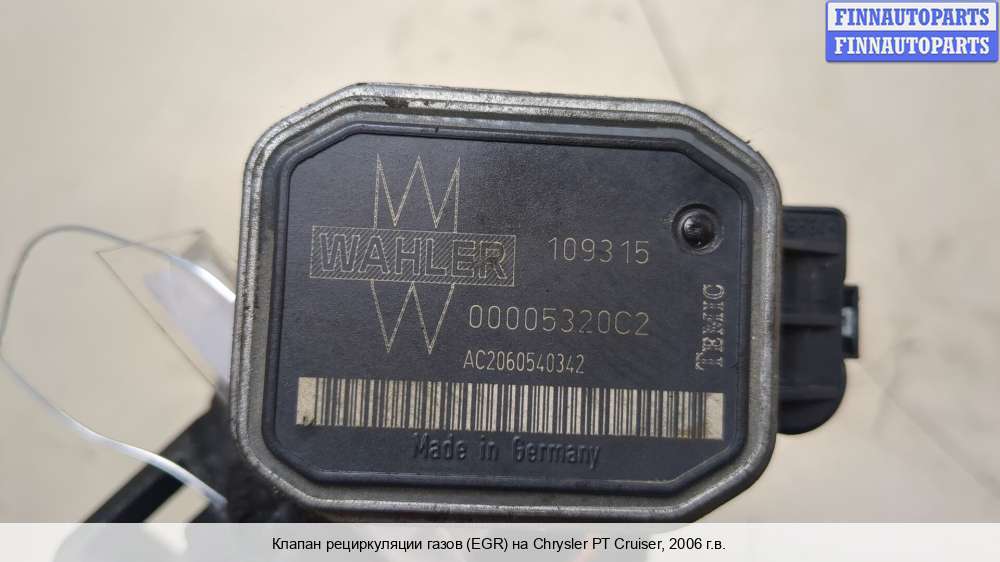 FINNAUTOPARTS
FINNAUTOPARTS
WAHLER
109315
00005320C2
TEMIC
AC2060540342
Made in Germany
Клапан рециркуляции газов (EGR) на Chrysler PT Cruiser, 2006 г.в.